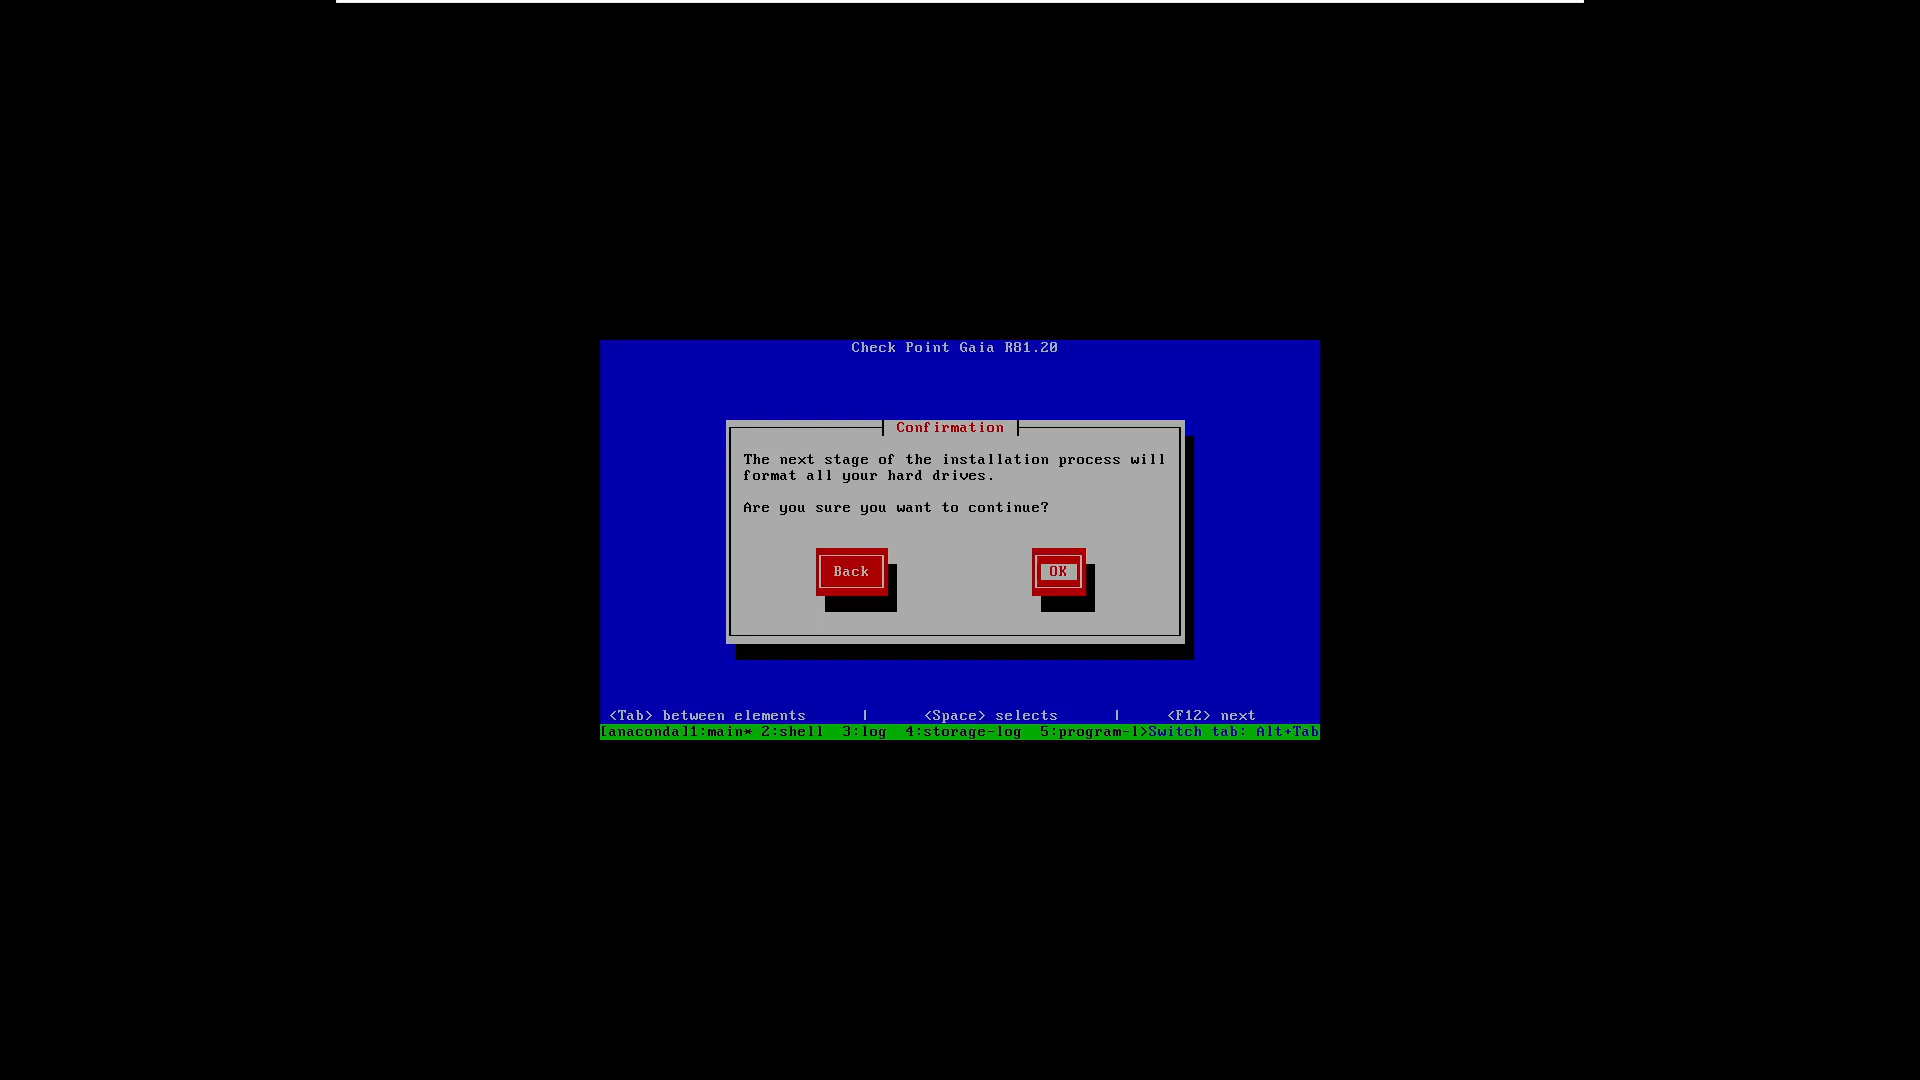 Check Point Gaia R81.20
Confirmation
The next stage of the installation process will
format all your hard drives.
Are you sure you want to continue?
Back OK
<Tab> between elements | <Space> selects | <F12> next
[anaconda]1:main* 2:shell 3:log 4:storage-log 5:program-l>Switch tab: Alt+Tab